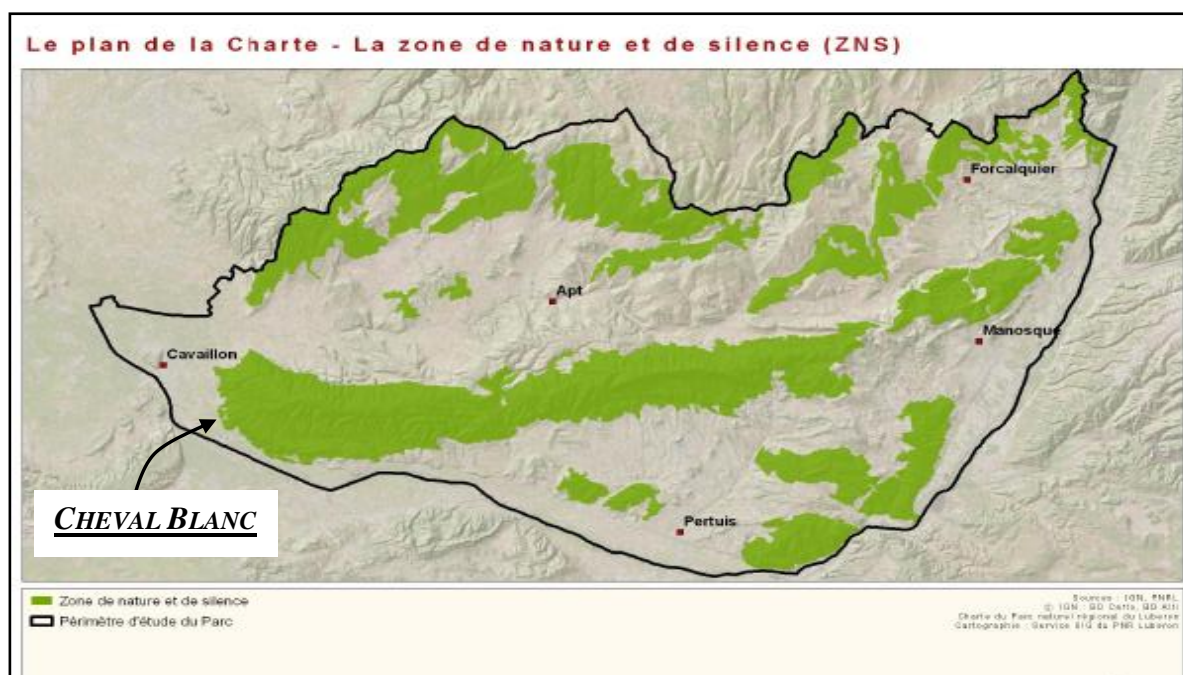 Le plan de la Charte - La zone de nature et de silence (ZNS)
Forcalquier
Apt
Manosque
Cavaillon
CHEVAL BLANC
Pertuis
Zone de nature et de silence
Périmètre d'étude du Parc
Sources : IGN, PNRL
© IGN : BD Carto, BD Alti
Charte du Parc naturel régional du Luberon
Cartographie : Service SIG du PNR Luberon